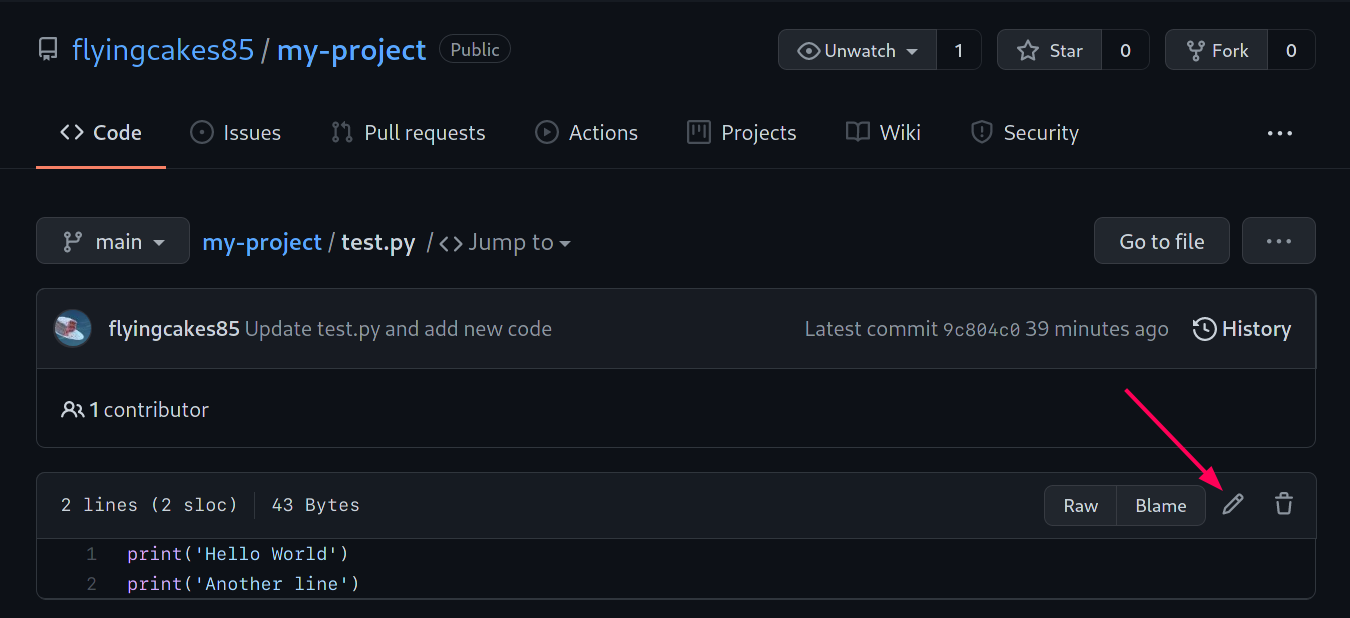 flyingcakes85 / my-project Public Unwatch 1 Star 0 Fork 0
Code Issues Pull requests Actions Projects Wiki Security ...
main my-project / test.py / <> Jump to Go to file ...
flyingcakes85 Update test.py and add new code Latest commit 9c804c0 39 minutes ago History
1 contributor
2 lines (2 sloc) 43 Bytes Raw Blame
1 print('Hello World')
2 print('Another line')